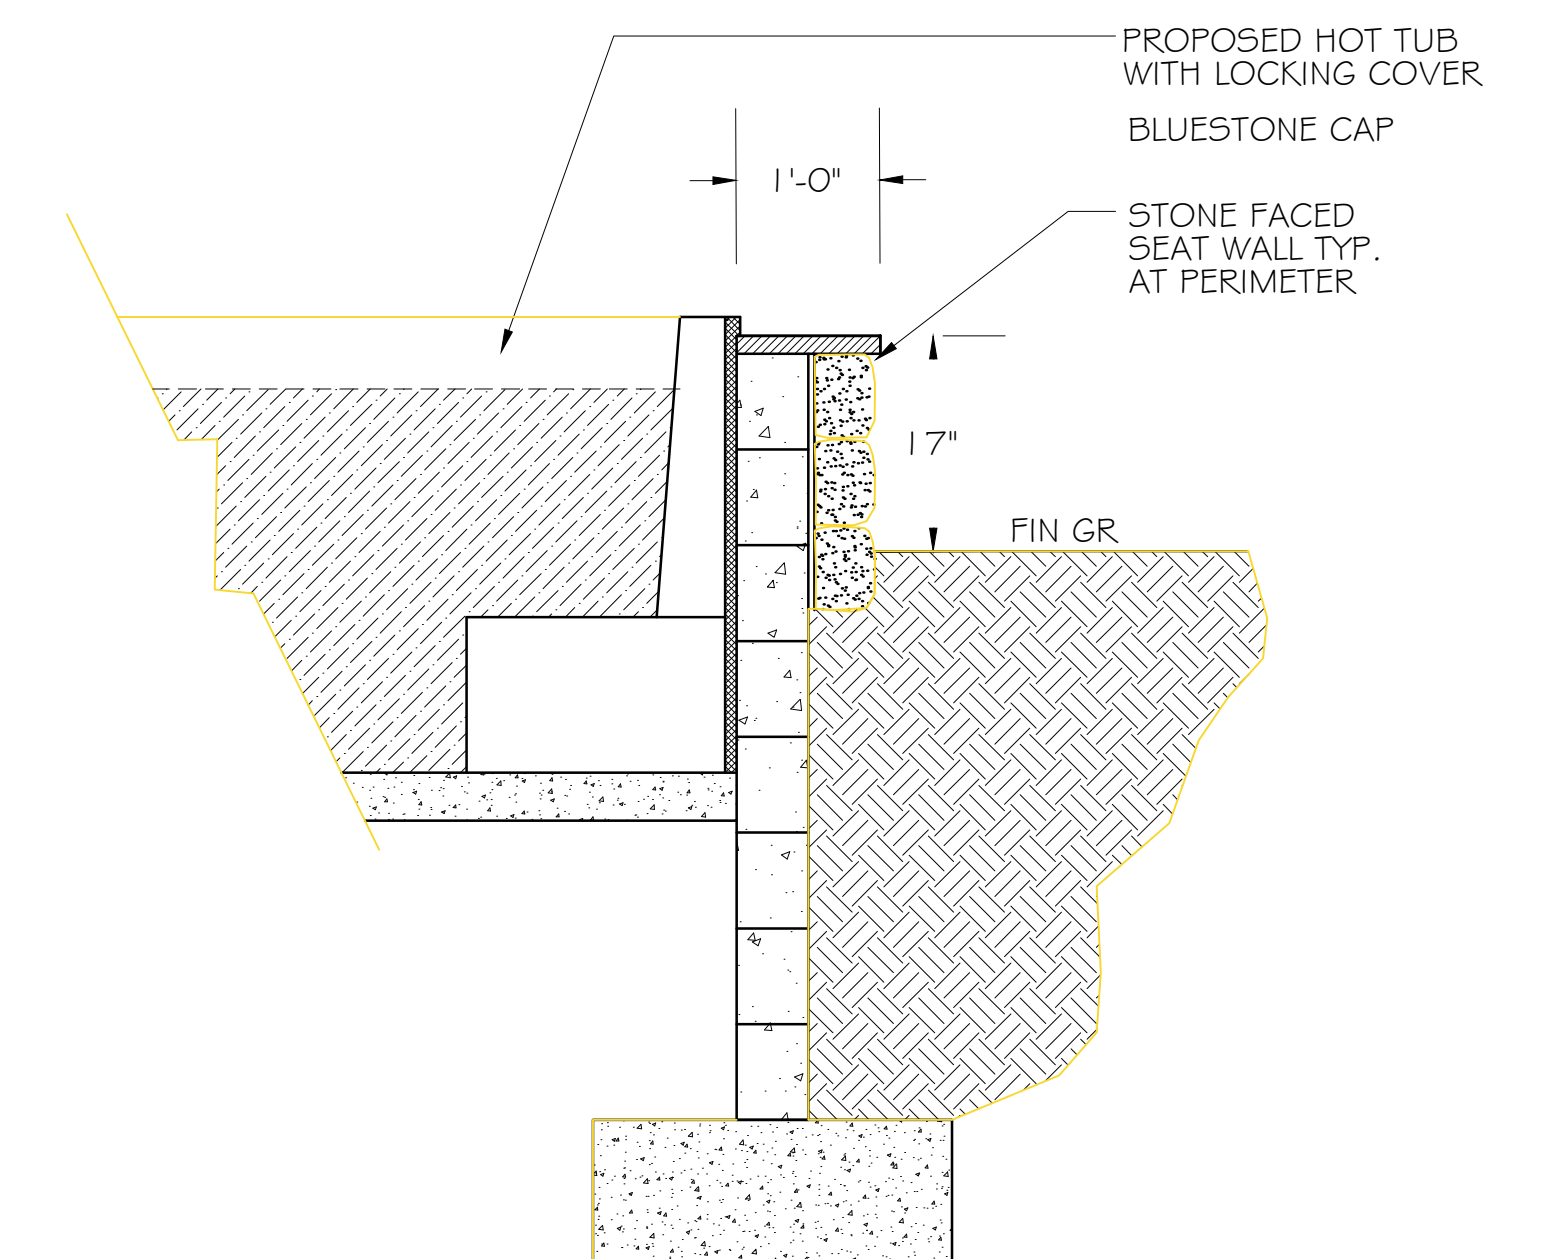 PROPOSED HOT TUB
WITH LOCKING COVER
BLUESTONE CAP
1'-0"
STONE FACED
SEAT WALL TYP.
AT PERIMETER
17"
FIN GR